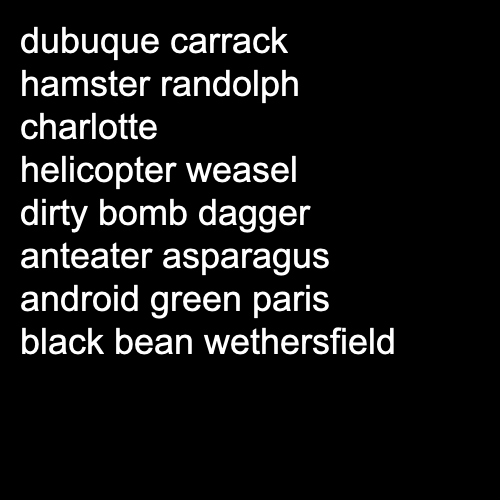 dubuque carrack
hamster randolph
charlotte
helicopter weasel
dirty bomb dagger
anteater asparagus
android green paris
black bean wethersfield